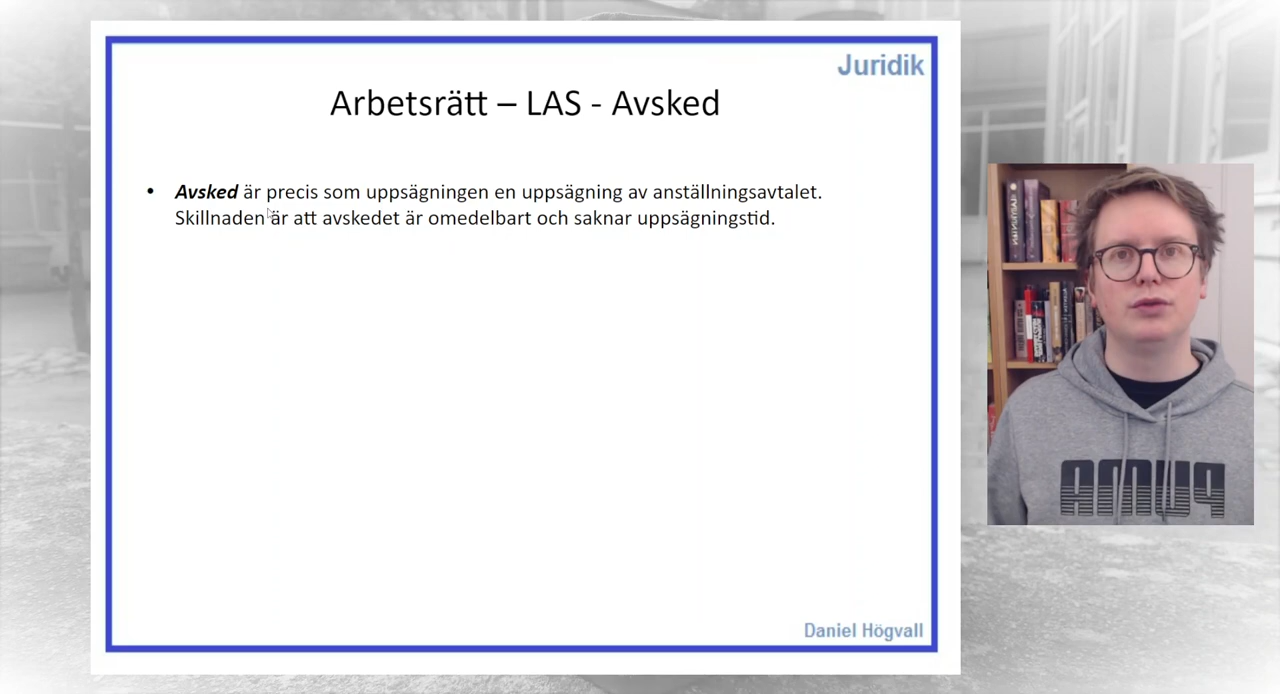 Juridik
Arbetsrätt – LAS - Avsked
• Avsked är precis som uppsägningen en uppsägning av anställningsavtalet.
Skillnaden är att avskedet är omedelbart och saknar uppsägningstid.
Daniel Högvall